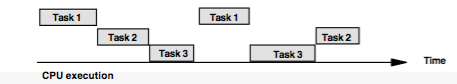 Task 1
Task 1
Task 2
Task 2
Task 3
Task 3
Time
CPU execution